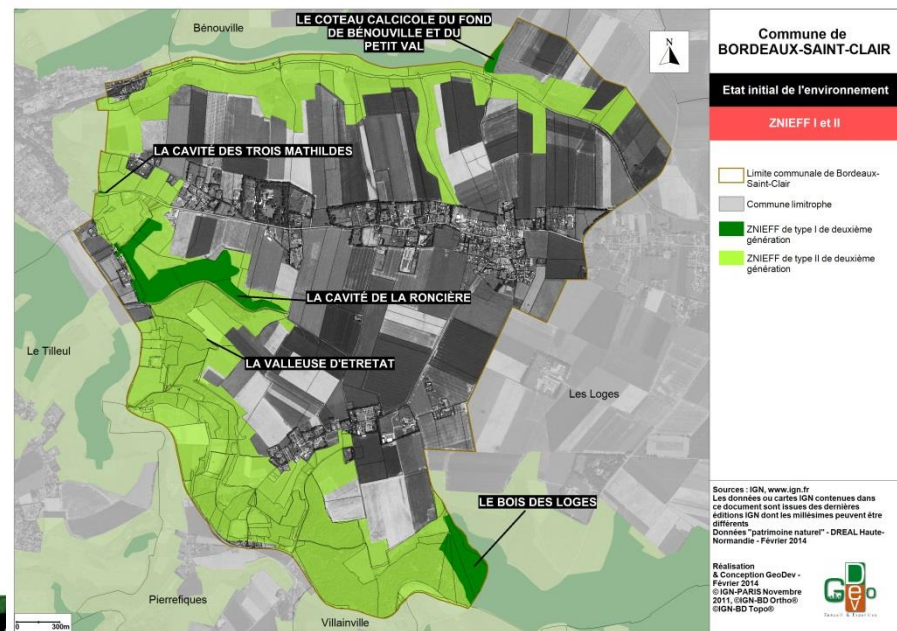 Bénouville
LE COTEAU CALCICOLE DU FOND
DE BÉNOUVILLE ET DU
PETIT VAL
N
LA CAVITÉ DES TROIS MATHILDES
LA CAVITÉ DE LA RONCIÈRE
Le Tilleul
LA VALLEUSE D'ETRETAT
Les Loges
LE BOIS DES LOGES
Pierrefiques
Villainville
0 300m
Commune de
BORDEAUX-SAINT-CLAIR
Etat initial de l'environnement
ZNIEFF I et II
Limite communale de Bordeaux-
Saint-Clair
Commune limitrophe
ZNIEFF de type I de deuxième
génération
ZNIEFF de type II de deuxième
génération
Sources : IGN, www.ign.fr
Les données ou cartes IGN contenues dans
ce document sont issues des dernières
éditions IGN dont les millésimes peuvent être
différents
Données "patrimoine naturel" - DREAL Haute-
Normandie - Février 2014
Réalisation
& Conception GeoDev -
Février 2014
© IGN-PARIS Novembre
2011, ©IGN-BD Ortho®
©IGN-BD Topo®
Geo
Dev
Conseil & Expertise